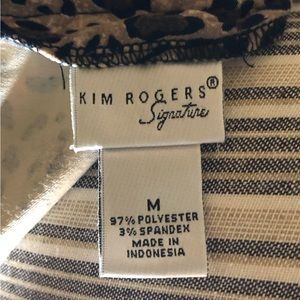 KIM ROGERS®
Signature
M
97% POLYESTER
3% SPANDEX
MADE IN
INDONESIA